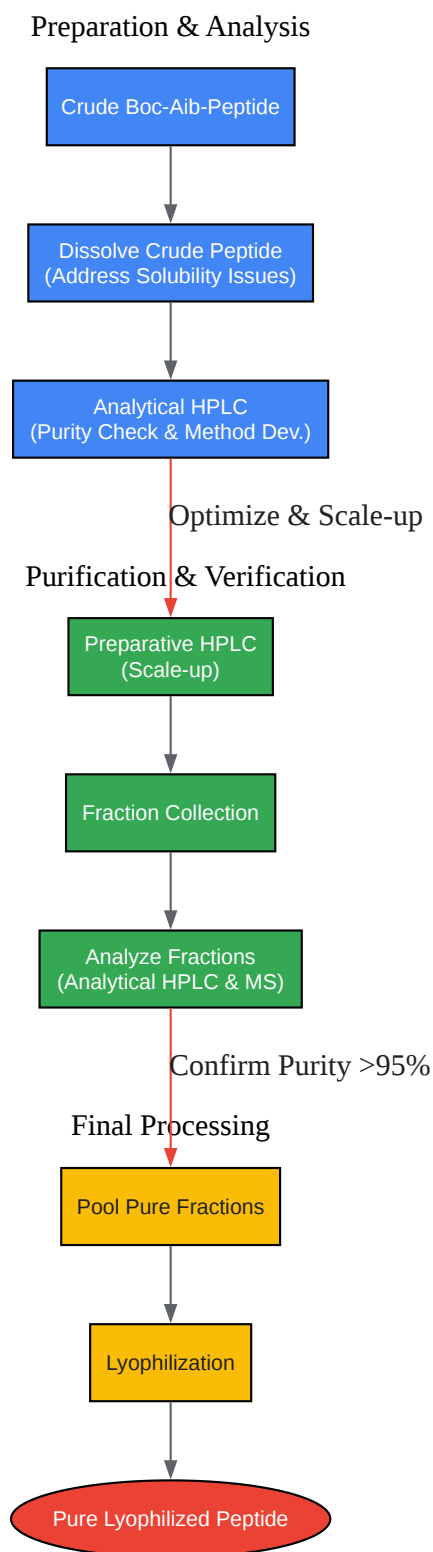 Preparation & Analysis
Crude Boc-Aib-Peptide
Dissolve Crude Peptide
(Address Solubility Issues)
Analytical HPLC
(Purity Check & Method Dev.)
Optimize & Scale-up
Purification & Verification
Preparative HPLC
(Scale-up)
Fraction Collection
Analyze Fractions
(Analytical HPLC & MS)
Confirm Purity >95%
Final Processing
Pool Pure Fractions
Lyophilization
Pure Lyophilized Peptide